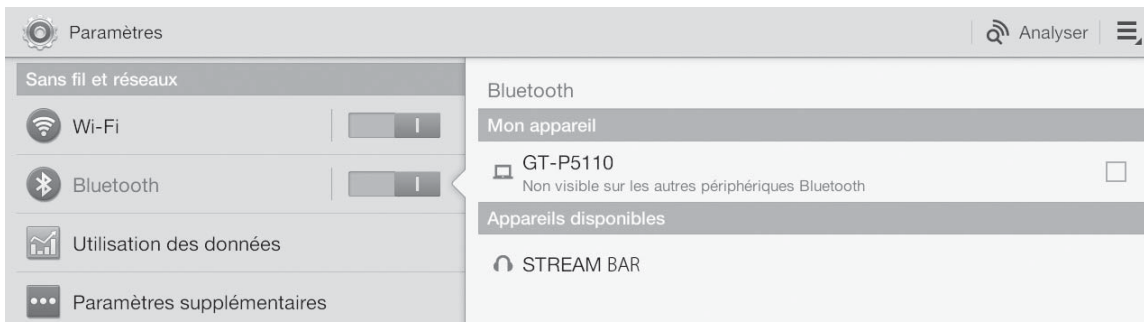 Paramètres
Analyser
Sans fil et réseaux
Wi-Fi
Bluetooth
Utilisation des données
Paramètres supplémentaires
Bluetooth
Mon appareil
GT-P5110
Non visible sur les autres périphériques Bluetooth
Appareils disponibles
STREAM BAR